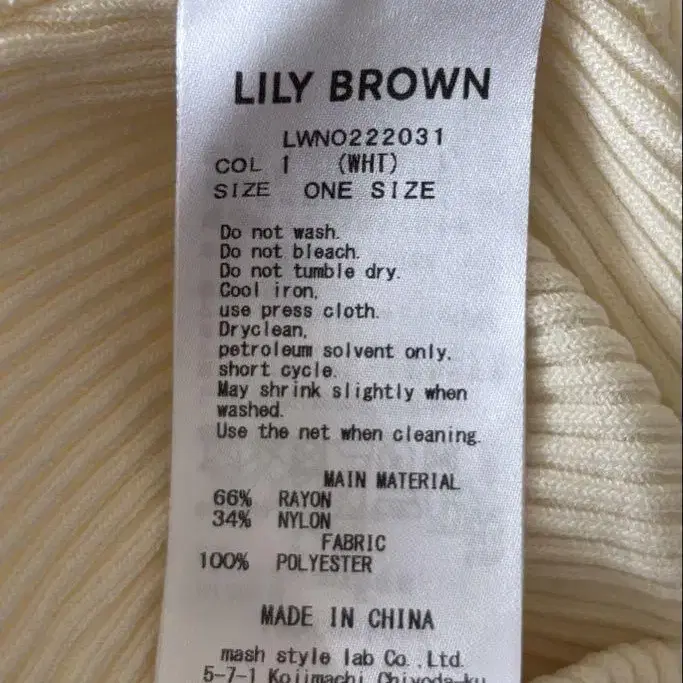 LILY BROWN
LWNO222031
COL 1 (WHT)
SIZE ONE SIZE
Do not wash.
Do not bleach.
Do not tumble dry.
Cool iron,
use press cloth.
Dryclean,
petroleum solvent only.
short cycle.
May shrink slightly when
washed.
Use the net when cleaning.
MAIN MATERIAL
66% RAYON
34% NYLON
FABRIC
100% POLYESTER
MADE IN CHINA
mash style lab Co.,Ltd.
5-7-1 Kojimachi Chiyoda-ku